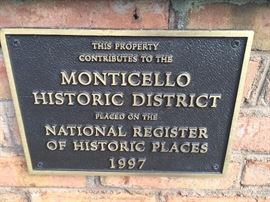 THIS PROPERTY
CONTRIBUTES TO THE
MONTICELLO
HISTORIC DISTRICT
PLACED ON THE
NATIONAL REGISTER
OF HISTORIC PLACES
1997